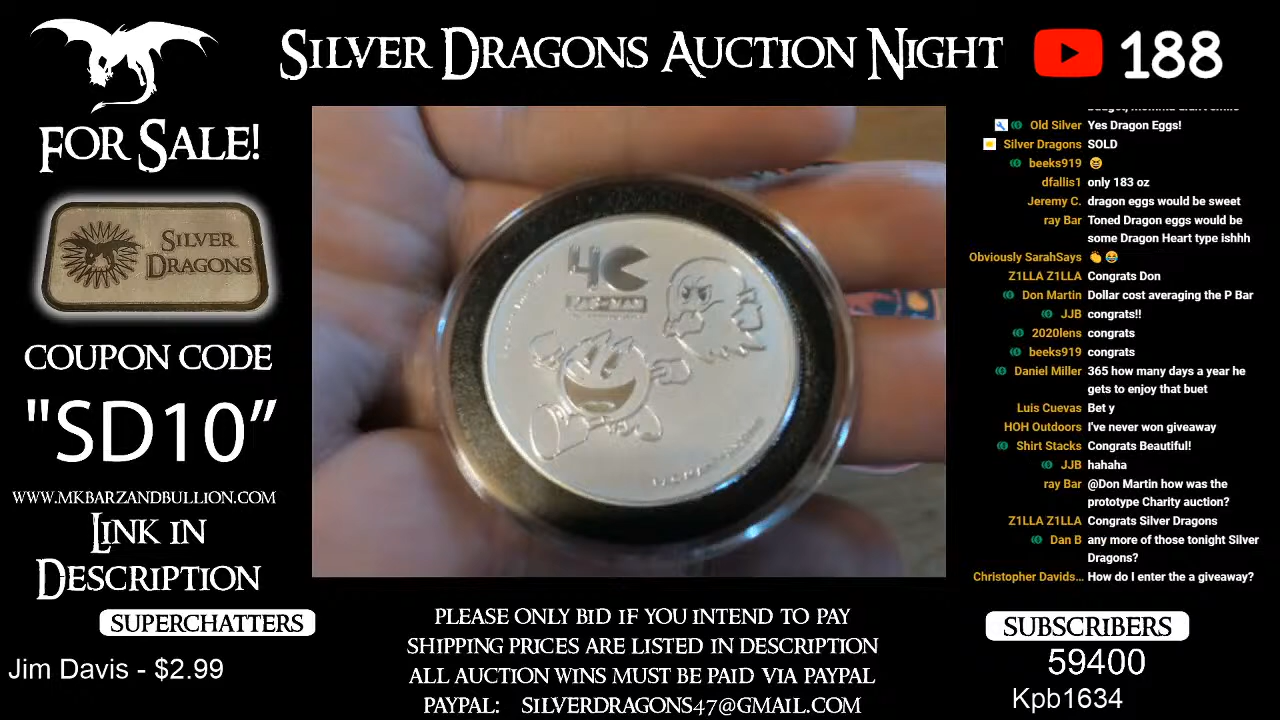 SILVER DRAGONS AUCTION NIGHT
188
FOR SALE!
SILVER
DRAGONS
COUPON CODE
"SD10"
WWW.MKBARZANDBULLION.COM
LINK IN
DESCRIPTION
SUPERCHATTERS
Jim Davis - $2.99
40
PAC-MAN
Old Silver Yes Dragon Eggs!
Silver Dragons SOLD
beeks919 😆
dfallis1 only 183 oz
Jeremy C. dragon eggs would be sweet
ray Bar Toned Dragon eggs would be
some Dragon Heart type ishhh
Obviously SarahSays 👏😂
Z1LLA Z1LLA Congrats Don
Don Martin Dollar cost averaging the P Bar
JJB congrats!!
2020lens congrats
beeks919 congrats
Daniel Miller 365 how many days a year he
gets to enjoy that buet
Luis Cuevas Bet y
HOH Outdoors I've never won giveaway
Shirt Stacks Congrats Beautiful!
JJB hahaha
ray Bar @Don Martin how was the
prototype Charity auction?
Z1LLA Z1LLA Congrats Silver Dragons
Dan B any more of those tonight Silver
Dragons?
Christopher Davids... How do I enter the a giveaway?
PLEASE ONLY BID IF YOU INTEND TO PAY
SHIPPING PRICES ARE LISTED IN DESCRIPTION
ALL AUCTION WINS MUST BE PAID VIA PAYPAL
PAYPAL: SILVERDRAGONS47@GMAIL.COM
SUBSCRIBERS
59400
Kpb1634